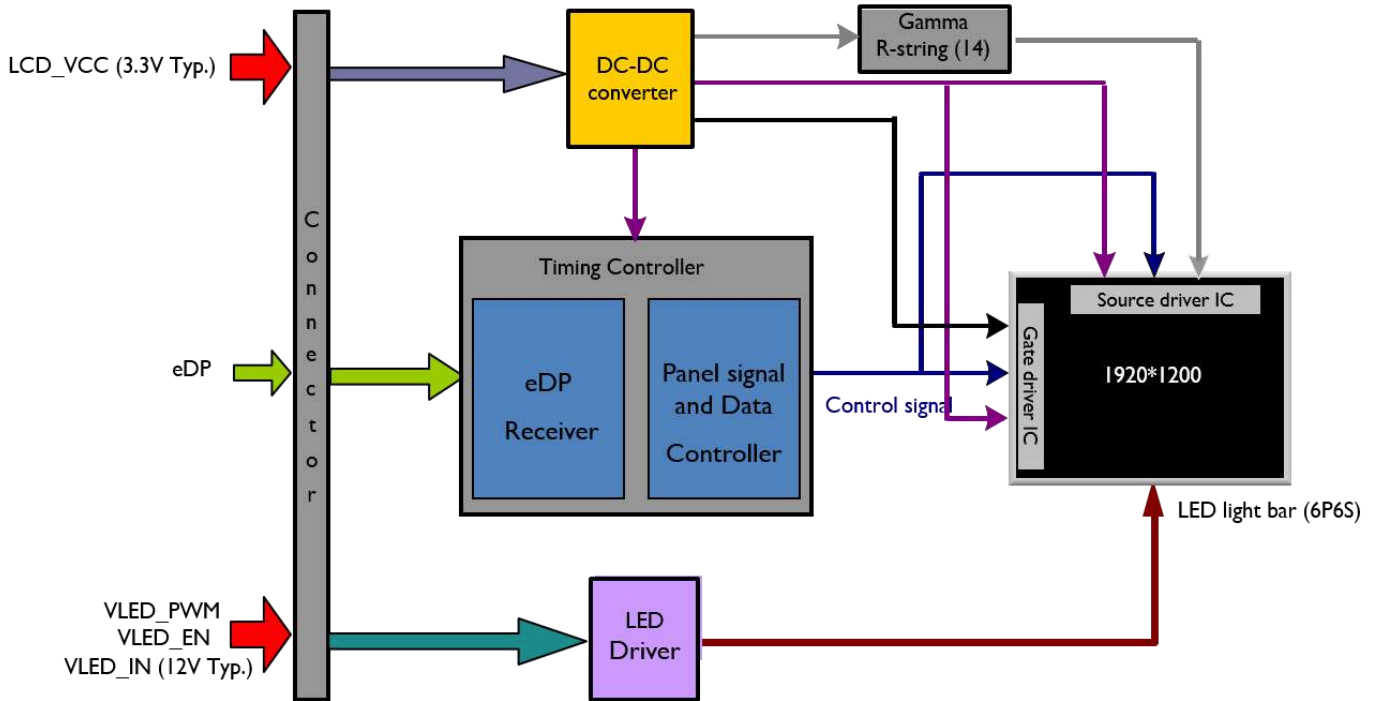 LCD_VCC (3.3V Typ.)
DC-DC
converter
Gamma
R-string (14)
Connector
Timing Controller
eDP
Receiver
Panel signal
and Data
Controller
eDP
Control signal
Source driver IC
Gate driver IC
1920*1200
LED light bar (6P6S)
VLED_PWM
VLED_EN
VLED_IN (12V Typ.)
LED
Driver